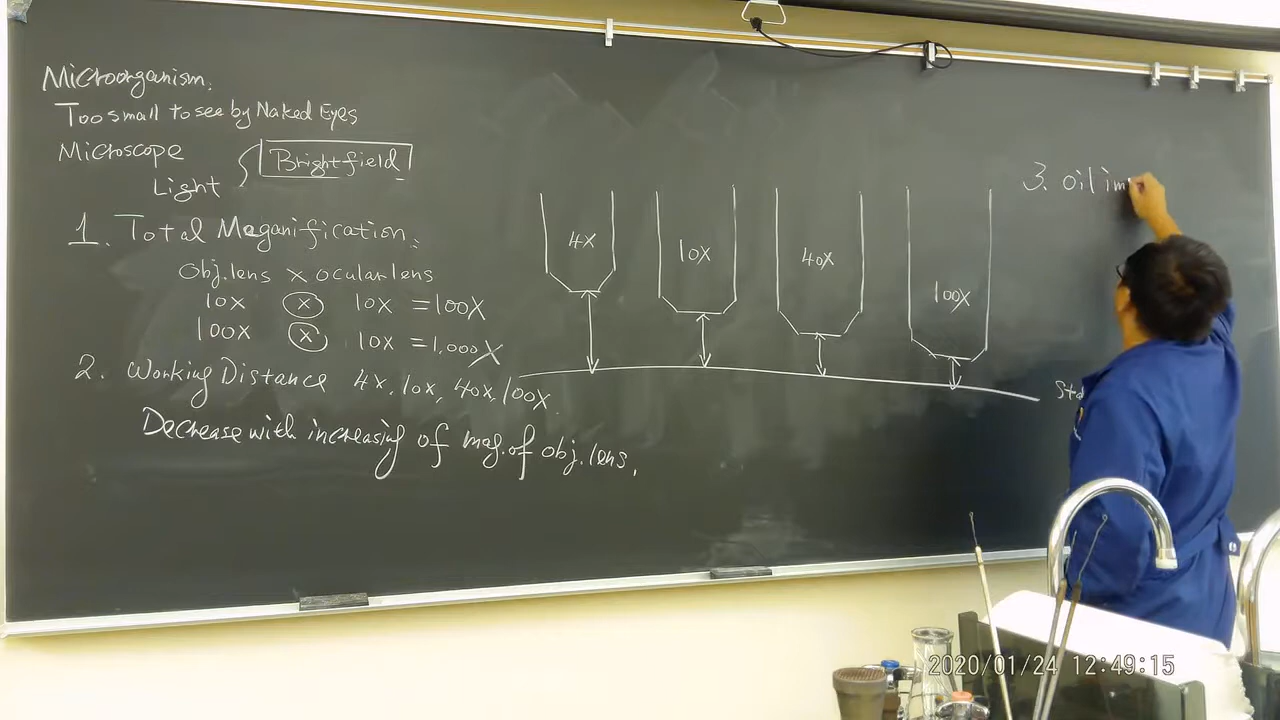 Microorganism.
Too small to see by Naked Eyes
Microscope
Bright field
Light
1. Total Meganification:
Obj. lens x ocular lens
10x x 10x = 100x
100x x 10x = 1,000x
2. Working Distance 4x, 10x, 40x, 100x.
Decrease with increasing of mag. of obj. lens.
4x
10x
40x
100x
3. oil im
2020/01/24 12:49:15